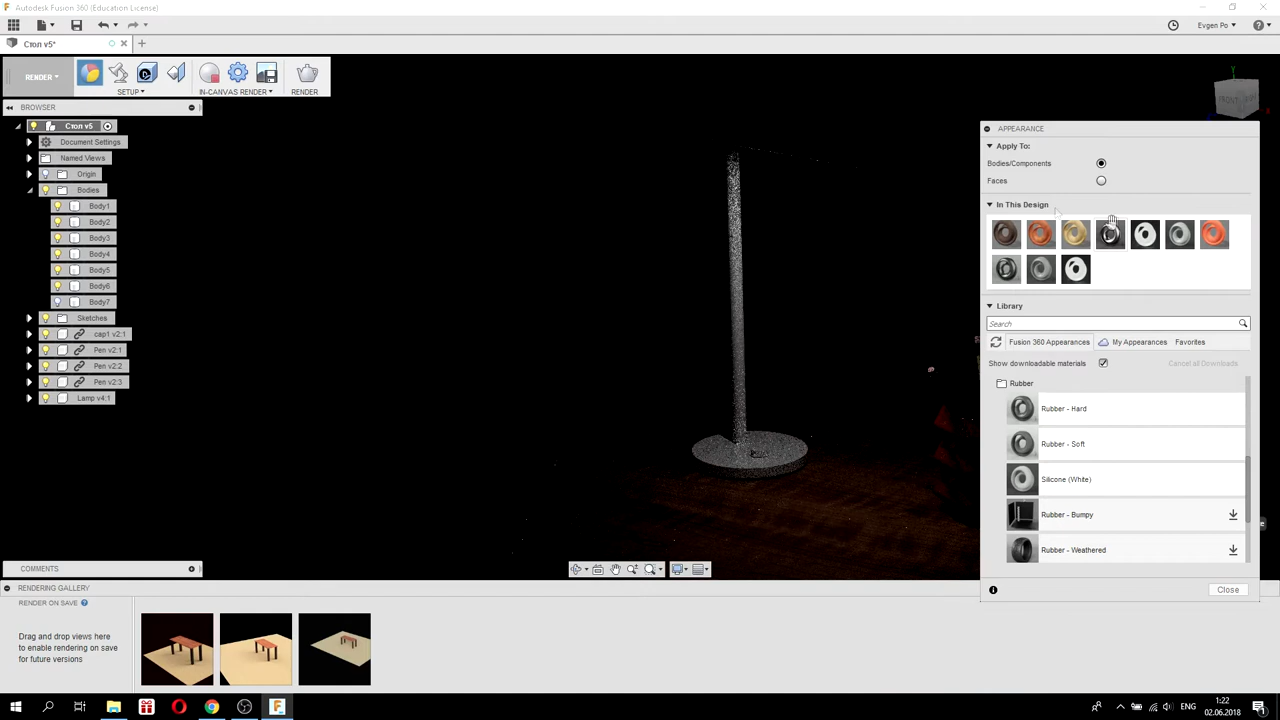 Autodesk Fusion 360 (Education License)
Evgen Po
Стол v5*
RENDER
SETUP
IN-CANVAS RENDER
RENDER
BROWSER
Стол v5
Document Settings
Named Views
Origin
Bodies
Body1
Body2
Body3
Body4
Body5
Body6
Body7
Sketches
cap1 v2:1
Pen v2:1
Pen v2:2
Pen v2:3
Lamp v4:1
FRONT
APPEARANCE
Apply To:
Bodies/Components
Faces
In This Design
Library
Search
Fusion 360 Appearances
My Appearances
Favorites
Show downloadable materials
Cancel all Downloads
Rubber
Rubber - Hard
Rubber - Soft
Silicone (White)
Rubber - Bumpy
Rubber - Weathered
Close
COMMENTS
RENDERING GALLERY
RENDER ON SAVE
Drag and drop views here
to enable rendering on save
for future versions
1:22
02.06.2018